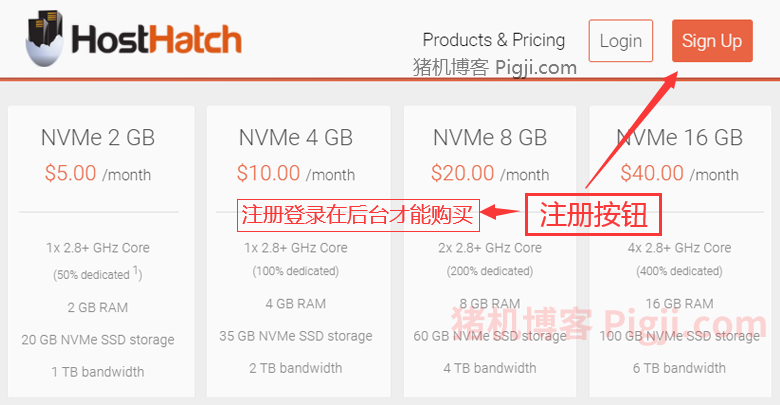 HostHatch
Products & Pricing
Login
Sign Up
猪机博客 Pigji.com
NVMe 2 GB
$5.00 /month
1x 2.8+ GHz Core
(50% dedicated 1)
2 GB RAM
20 GB NVMe SSD storage
1 TB bandwidth
NVMe 4 GB
$10.00 /month
1x 2.8+ GHz Core
(100% dedicated)
4 GB RAM
35 GB NVMe SSD storage
2 TB bandwidth
NVMe 8 GB
$20.00 /month
2x 2.8+ GHz Core
(200% dedicated)
8 GB RAM
60 GB NVMe SSD storage
4 TB bandwidth
NVMe 16 GB
$40.00 /month
4x 2.8+ GHz Core
(400% dedicated)
16 GB RAM
100 GB NVMe SSD storage
6 TB bandwidth
注册登录在后台才能购买
注册按钮
猪机博客 Pigji.com